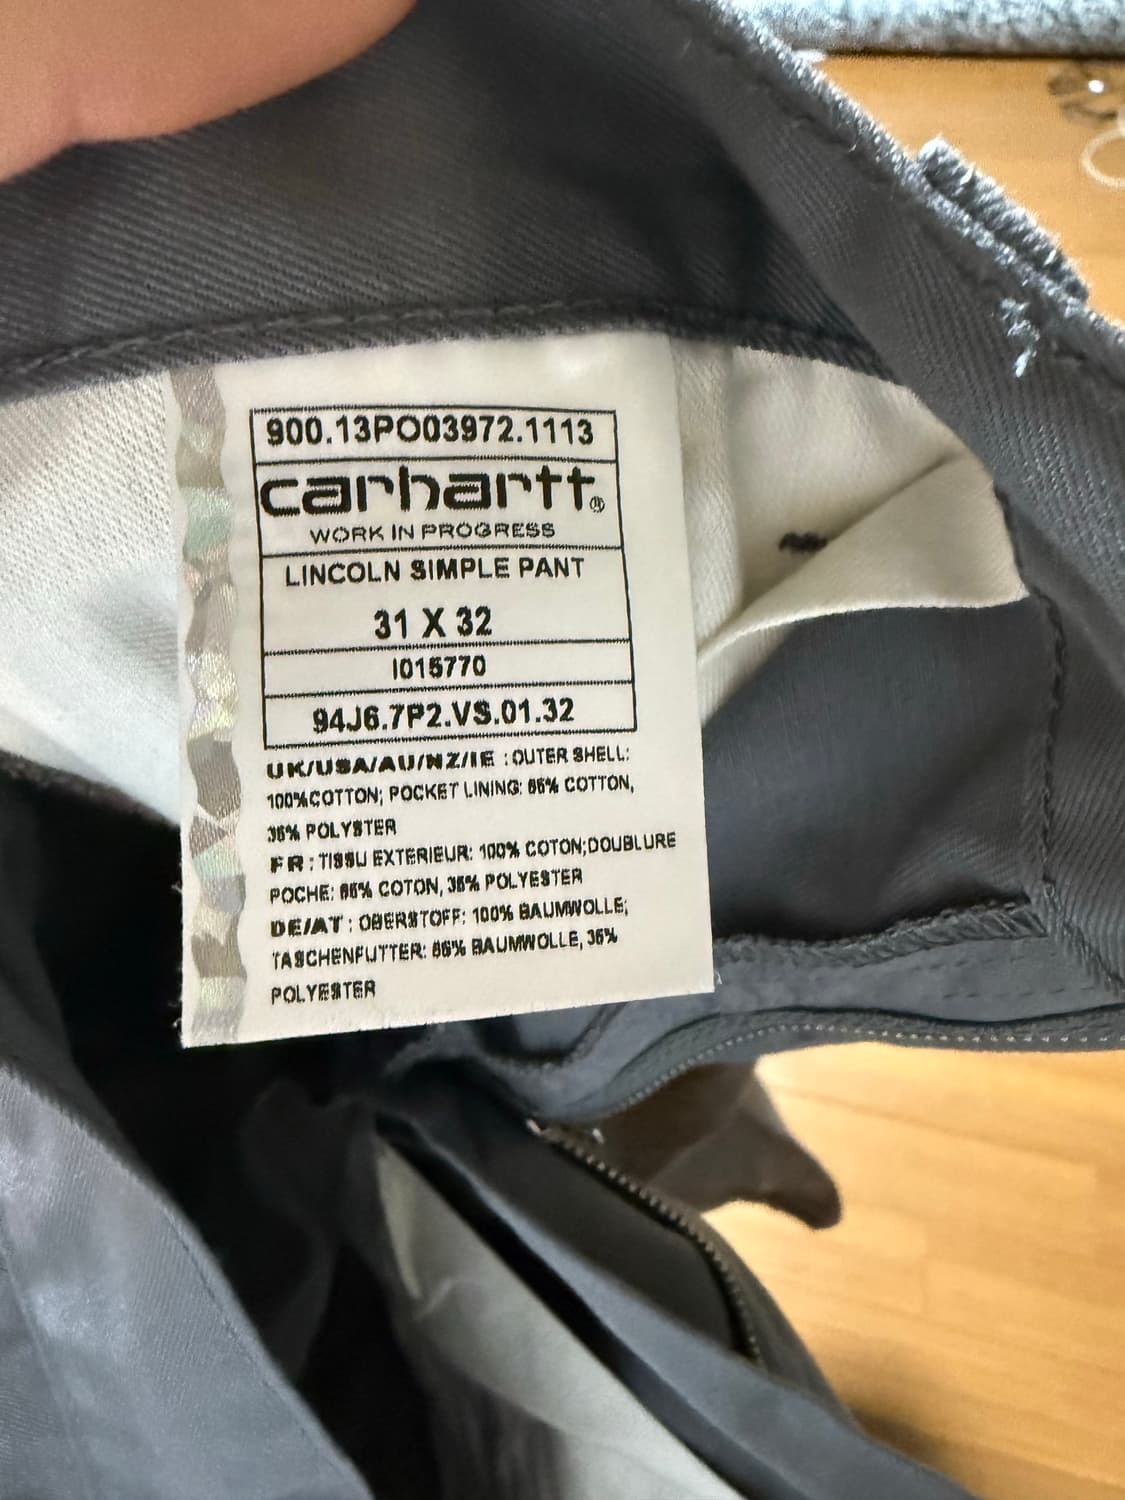 900.13PO03972.1113
carhartt®
WORK IN PROGRESS
LINCOLN SIMPLE PANT
31 X 32
I015770
94J6.7P2.VS.01.32
UK/USA/AU/NZ/IE : OUTER SHELL:
100%COTTON; POCKET LINING: 65% COTTON,
35% POLYSTER
FR : TISSU EXTERIEUR: 100% COTON;DOUBLURE
POCHE: 65% COTON, 35% POLYESTER
DE/AT : OBERSTOFF: 100% BAUMWOLLE;
TASCHENFUTTER: 65% BAUMWOLLE, 35%
POLYESTER